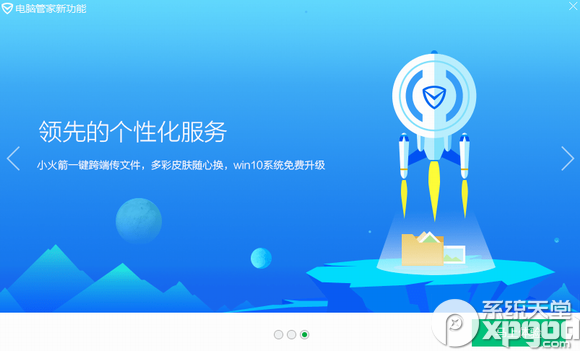 电脑管家新功能
领先的个性化服务
小火箭一键跨端传文件，多彩皮肤随心换，win10系统免费升级
系统天堂
xpgod